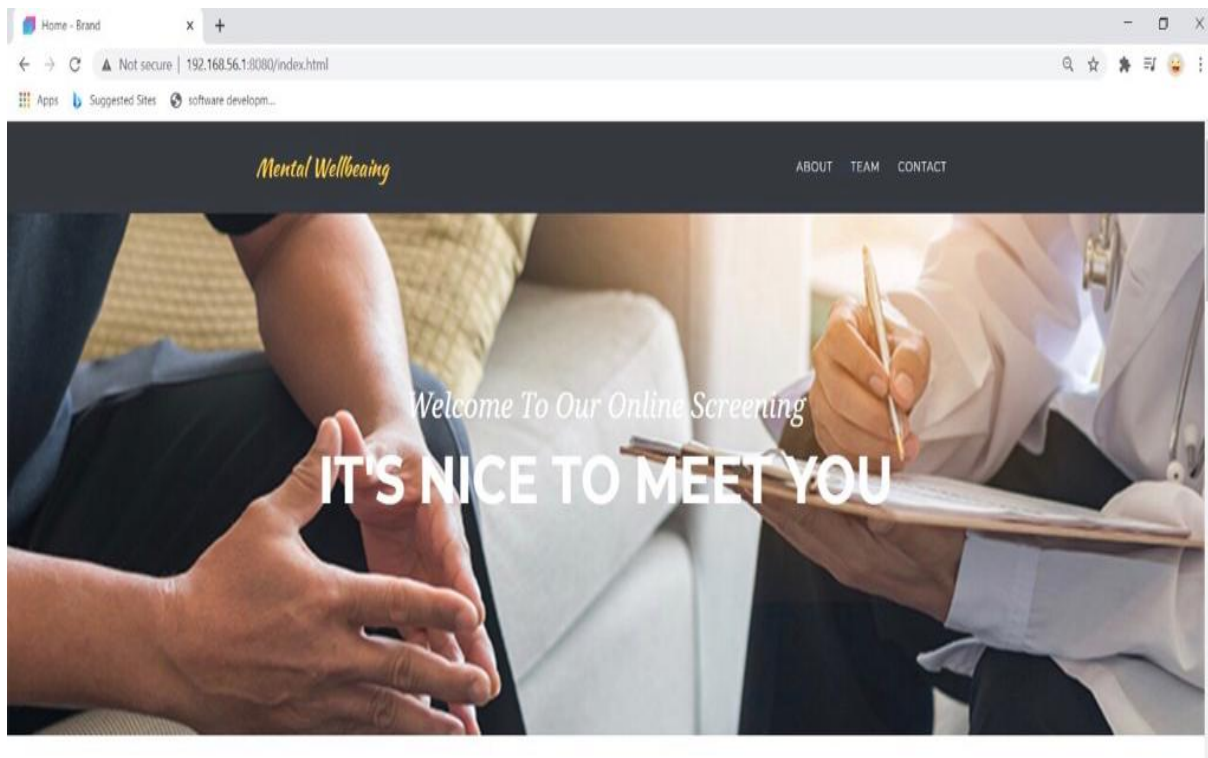 Home - Brand
Not secure | 192.168.56.1:8080/index.html
Apps Suggested Sites software developm...
Mental Wellbeaing
ABOUT TEAM CONTACT
Welcome To Our Online Screening
IT'S NICE TO MEET YOU